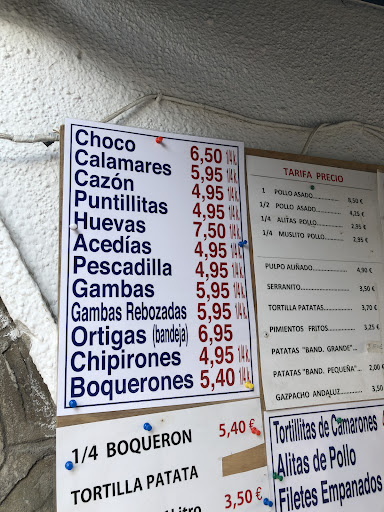 Choco 6,50 1/4 k.
Calamares 5,95 1/4 k.
Cazón 4,95 1/4 k.
Puntillitas 4,95 1/4 k.
Huevas 7,50 1/4 k.
Acedías 4,95 1/4 k.
Pescadilla 4,95 1/4 k.
Gambas 5,95 1/4 k.
Gambas Rebozadas 5,95 1/4 k.
Ortigas (bandeja) 6,95
Chipirones 4,95 1/4 k.
Boquerones 5,40 1/4 k.
1/4 BOQUERON 5,40 €
TORTILLA PATATA 3,50 €
Litro
TARIFA PRECIO
1 POLLO ASADO 8,50 €
1/2 POLLO ASADO 4,25 €
1/4 ALITAS POLLO 2,95 €
1/4 MUSLITO POLLO 2,95 €
PULPO ALIÑADO 4,90 €
SERRANITO 3,50
TORTILLA PATATAS 3,70 €
PIMIENTOS FRITOS 3,25 €
PATATAS "BAND. GRANDE"
PATATAS "BAND. PEQUEÑA" 2,00 €
GAZPACHO ANDALUZ 3,50
Tortillitas de Camarones
Alitas de Pollo
Filetes Empanados